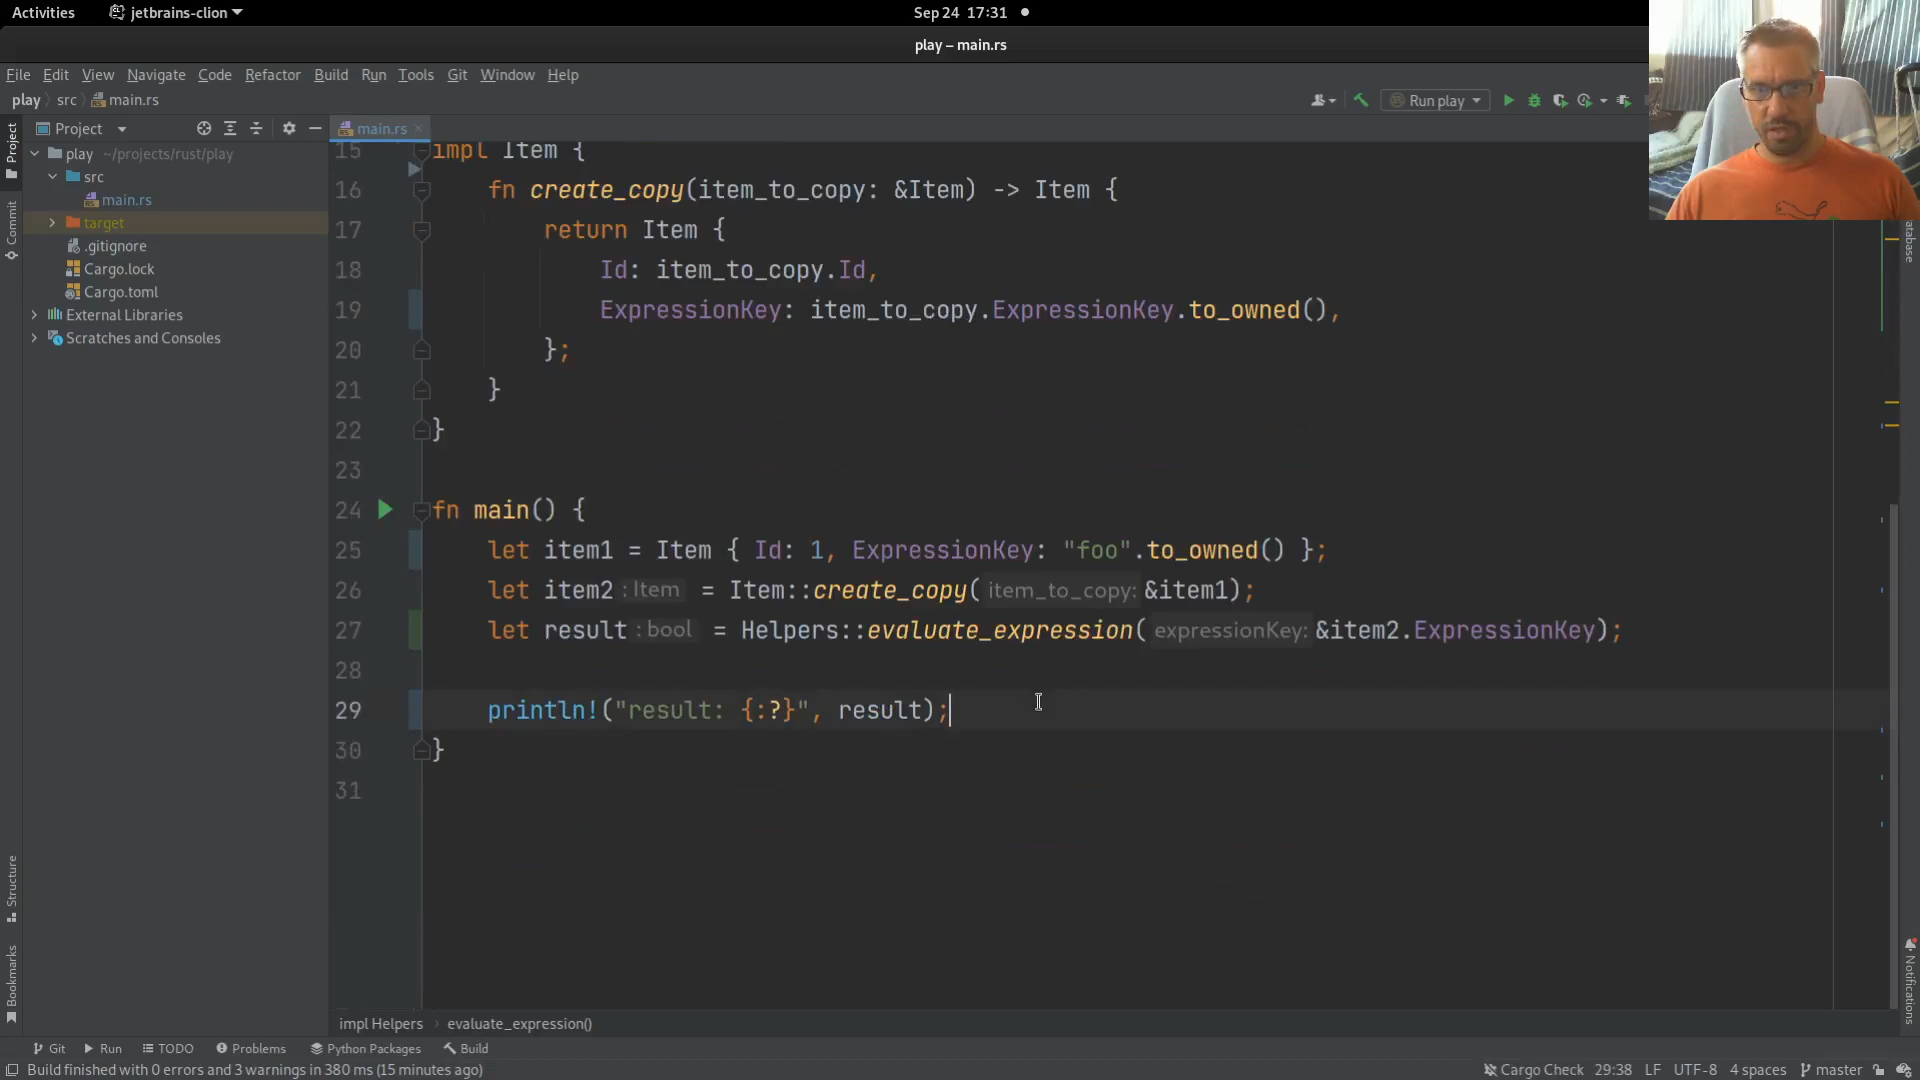 Activities jetbrains-clion Sep 24 17:31
play – main.rs
File Edit View Navigate Code Refactor Build Run Tools Git Window Help
play src main.rs Run play
Project main.rs
play ~/projects/rust/play
src
main.rs
target
.gitignore
Cargo.lock
Cargo.toml
External Libraries
Scratches and Consoles
Project
Commit
Structure
Bookmarks
15 impl Item {
16 fn create_copy(item_to_copy: &Item) -> Item {
17 return Item {
18 Id: item_to_copy.Id,
19 ExpressionKey: item_to_copy.ExpressionKey.to_owned(),
20 };
21 }
22 }
23
24 fn main() {
25 let item1 = Item { Id: 1, ExpressionKey: "foo".to_owned() };
26 let item2 : Item = Item::create_copy( item_to_copy: &item1);
27 let result : bool = Helpers::evaluate_expression( expressionKey: &item2.ExpressionKey);
28
29 println!("result: {:?}", result);
30 }
31
Notifications
impl Helpers evaluate_expression()
Git Run TODO Problems Python Packages Build
Build finished with 0 errors and 3 warnings in 380 ms (15 minutes ago) Cargo Check 29:38 LF UTF-8 4 spaces master